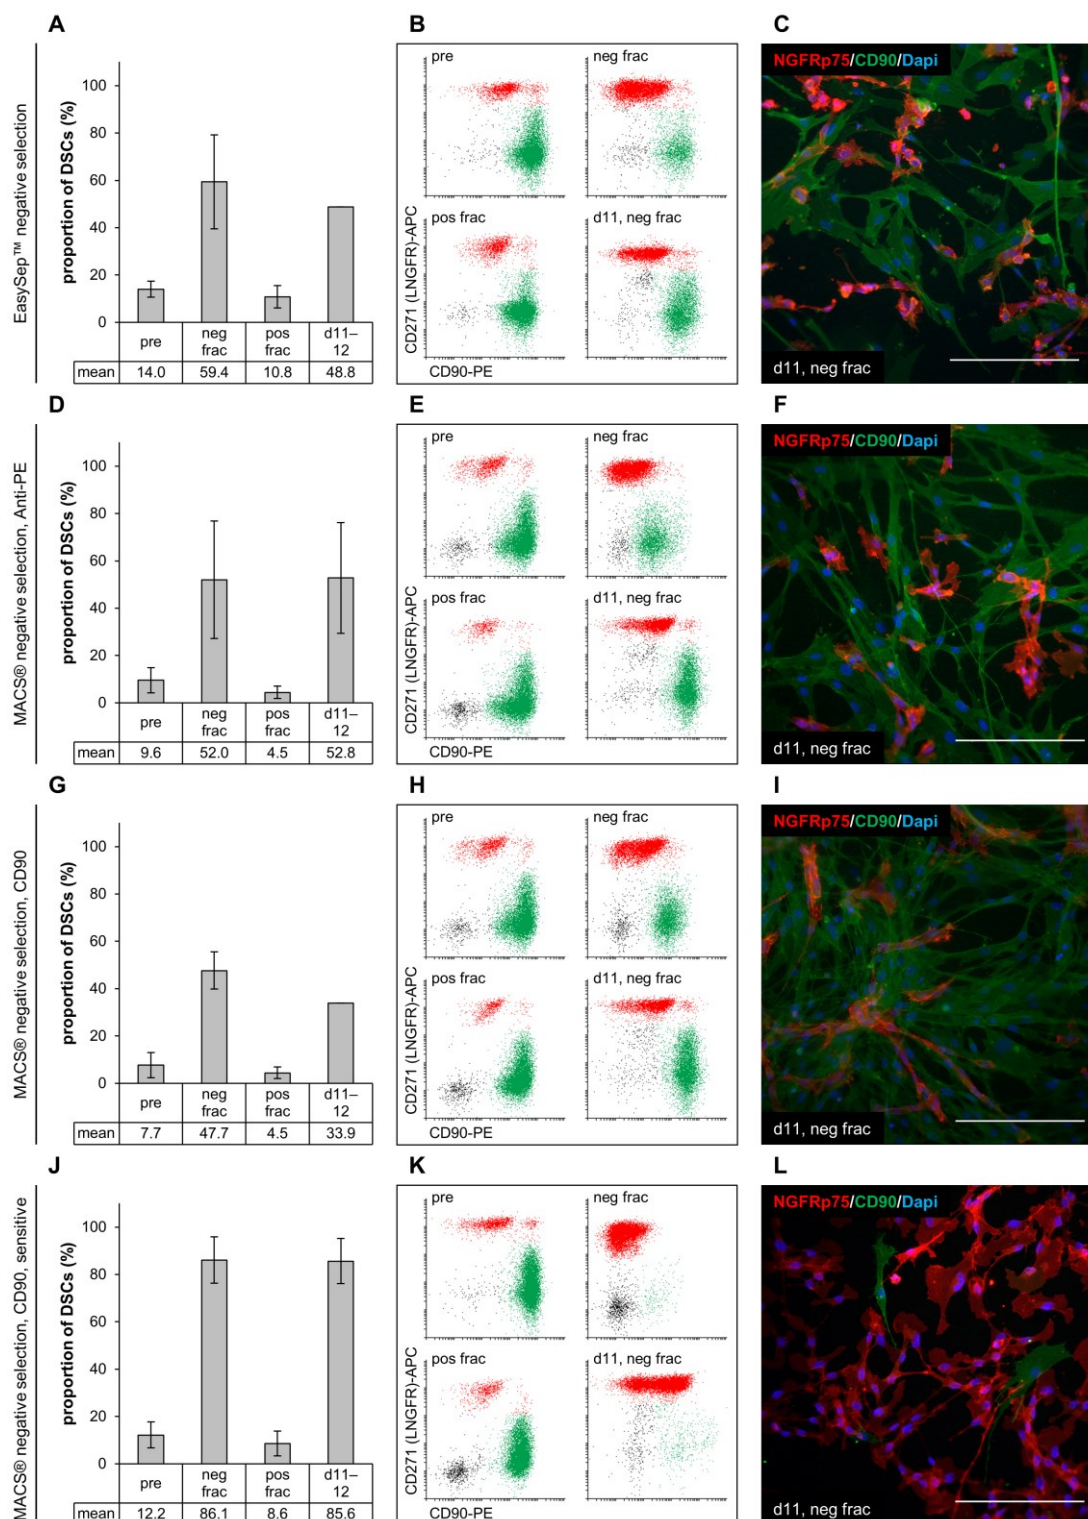 A
EasySep™ negative selection
proportion of DSCs (%)
100
80
60
40
20
0
pre
neg frac
pos frac
d11–12
mean 14.0 59.4 10.8 48.8
B
pre
neg frac
pos frac
d11, neg frac
CD271 (LNGFR)-APC
CD90-PE
C
NGFRp75/CD90/Dapi
d11, neg frac
D
MACS® negative selection, Anti-PE
proportion of DSCs (%)
100
80
60
40
20
0
pre
neg frac
pos frac
d11–12
mean 9.6 52.0 4.5 52.8
E
pre
neg frac
pos frac
d11, neg frac
CD271 (LNGFR)-APC
CD90-PE
F
NGFRp75/CD90/Dapi
d11, neg frac
G
MACS® negative selection, CD90
proportion of DSCs (%)
100
80
60
40
20
0
pre
neg frac
pos frac
d11–12
mean 7.7 47.7 4.5 33.9
H
pre
neg frac
pos frac
d11, neg frac
CD271 (LNGFR)-APC
CD90-PE
I
NGFRp75/CD90/Dapi
d11, neg frac
J
MACS® negative selection, CD90, sensitive
proportion of DSCs (%)
100
80
60
40
20
0
pre
neg frac
pos frac
d11–12
mean 12.2 86.1 8.6 85.6
K
pre
neg frac
pos frac
d11, neg frac
CD271 (LNGFR)-APC
CD90-PE
L
NGFRp75/CD90/Dapi
d11, neg frac